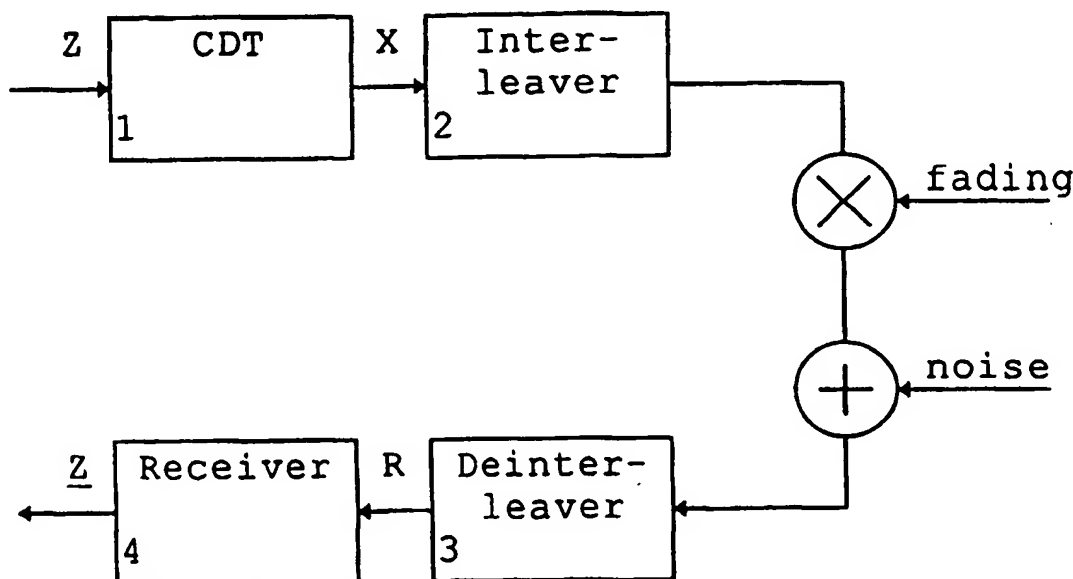 Z
CDT
1
X
Inter-
leaver
2
fading
noise
Z
Receiver
4
R
Deinter-
leaver
3